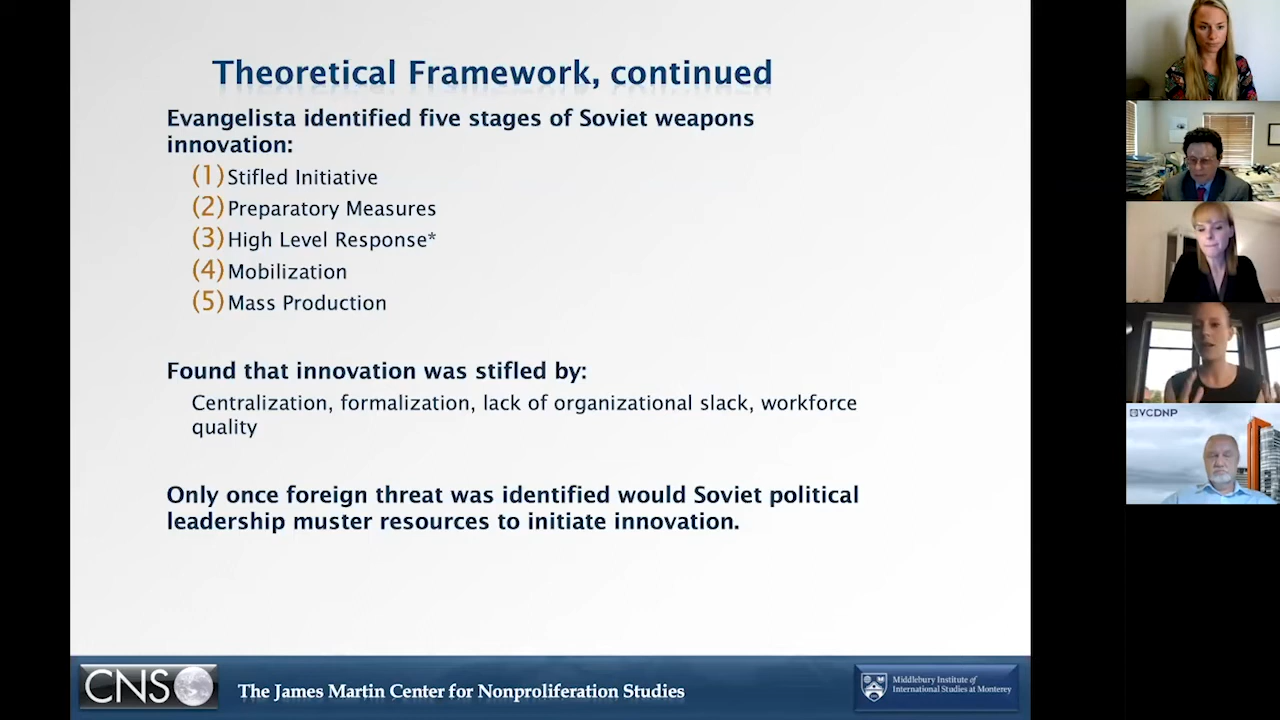 Theoretical Framework, continued
Evangelista identified five stages of Soviet weapons
innovation:
(1) Stifled Initiative
(2) Preparatory Measures
(3) High Level Response*
(4) Mobilization
(5) Mass Production
Found that innovation was stifled by:
Centralization, formalization, lack of organizational slack, workforce
quality
Only once foreign threat was identified would Soviet political
leadership muster resources to initiate innovation.
CNS
The James Martin Center for Nonproliferation Studies
Middlebury Institute of
International Studies at Monterey
VCDNP